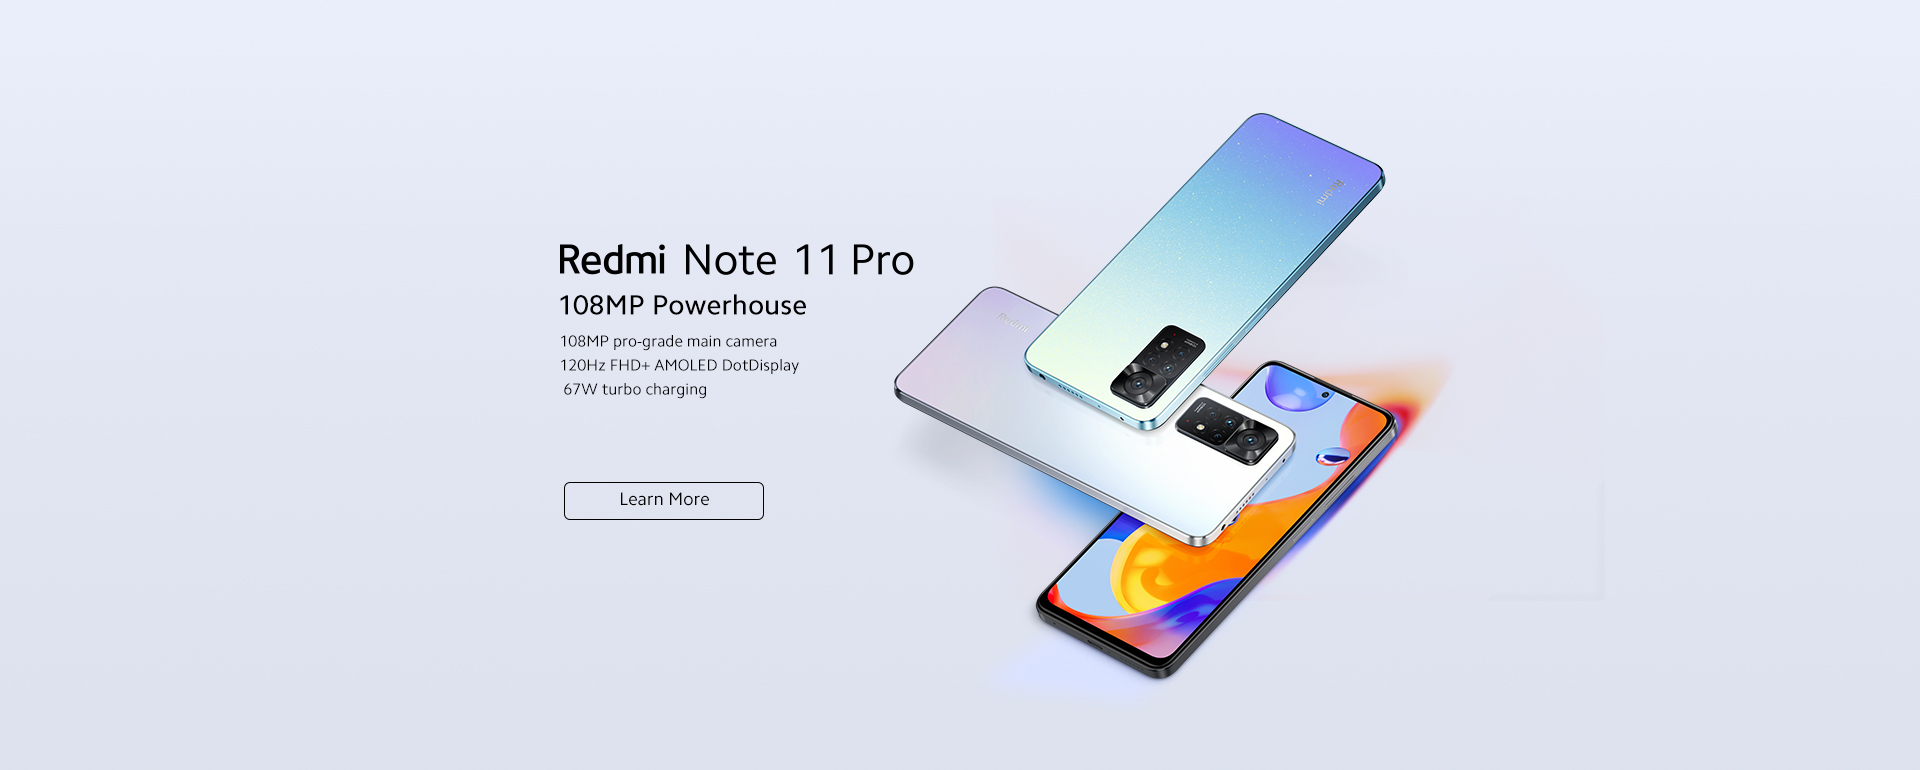 Redmi Note 11 Pro
108MP Powerhouse
108MP pro-grade main camera
120Hz FHD+ AMOLED DotDisplay
67W turbo charging
Learn More
Redmi
Redmi